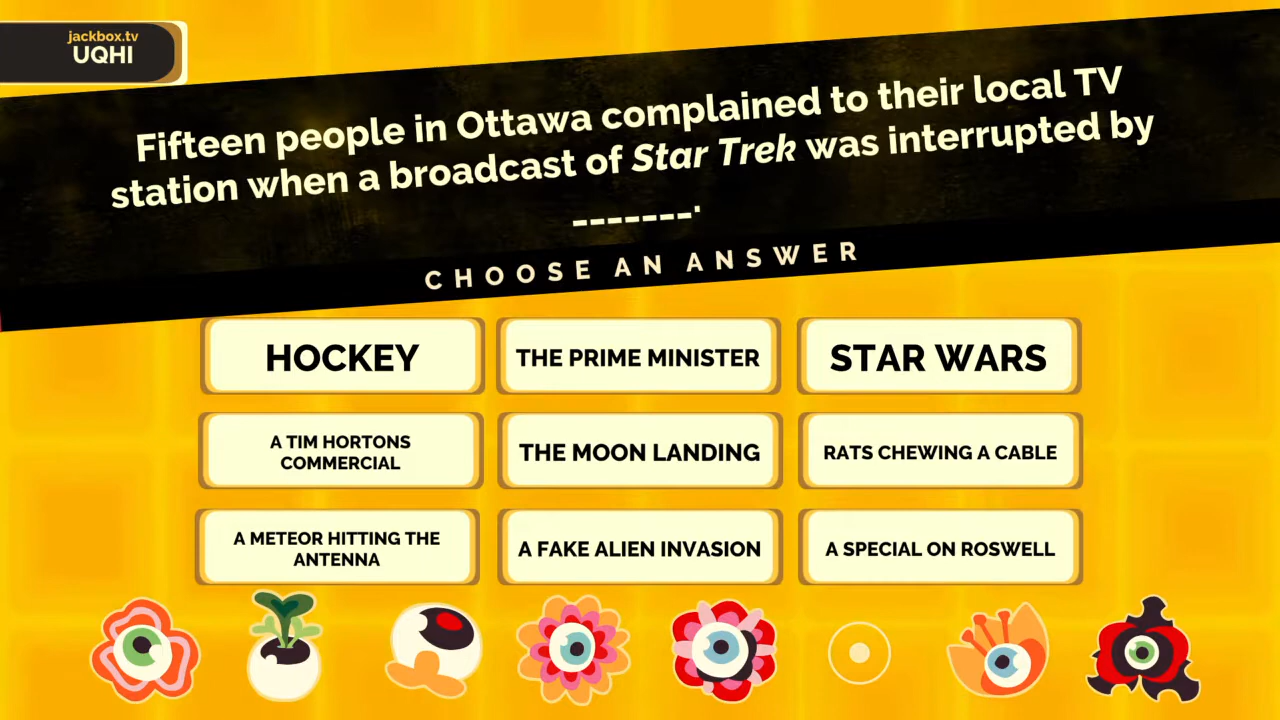 jackbox.tv
UQHI
Fifteen people in Ottawa complained to their local TV
station when a broadcast of Star Trek was interrupted by
_______.
CHOOSE AN ANSWER
HOCKEY
THE PRIME MINISTER
STAR WARS
A TIM HORTONS
COMMERCIAL
THE MOON LANDING
RATS CHEWING A CABLE
A METEOR HITTING THE
ANTENNA
A FAKE ALIEN INVASION
A SPECIAL ON ROSWELL